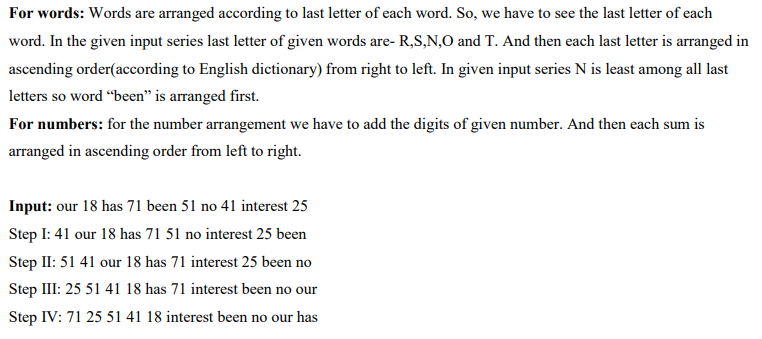 For words: Words are arranged according to last letter of each word. So, we have to see the last letter of each
word. In the given input series last letter of given words are- R,S,N,O and T. And then each last letter is arranged in
ascending order(according to English dictionary) from right to left. In given input series N is least among all last
letters so word “been” is arranged first.
For numbers: for the number arrangement we have to add the digits of given number. And then each sum is
arranged in ascending order from left to right.
Input: our 18 has 71 been 51 no 41 interest 25
Step I: 41 our 18 has 71 51 no interest 25 been
Step II: 51 41 our 18 has 71 interest 25 been no
Step III: 25 51 41 18 has 71 interest been no our
Step IV: 71 25 51 41 18 interest been no our has